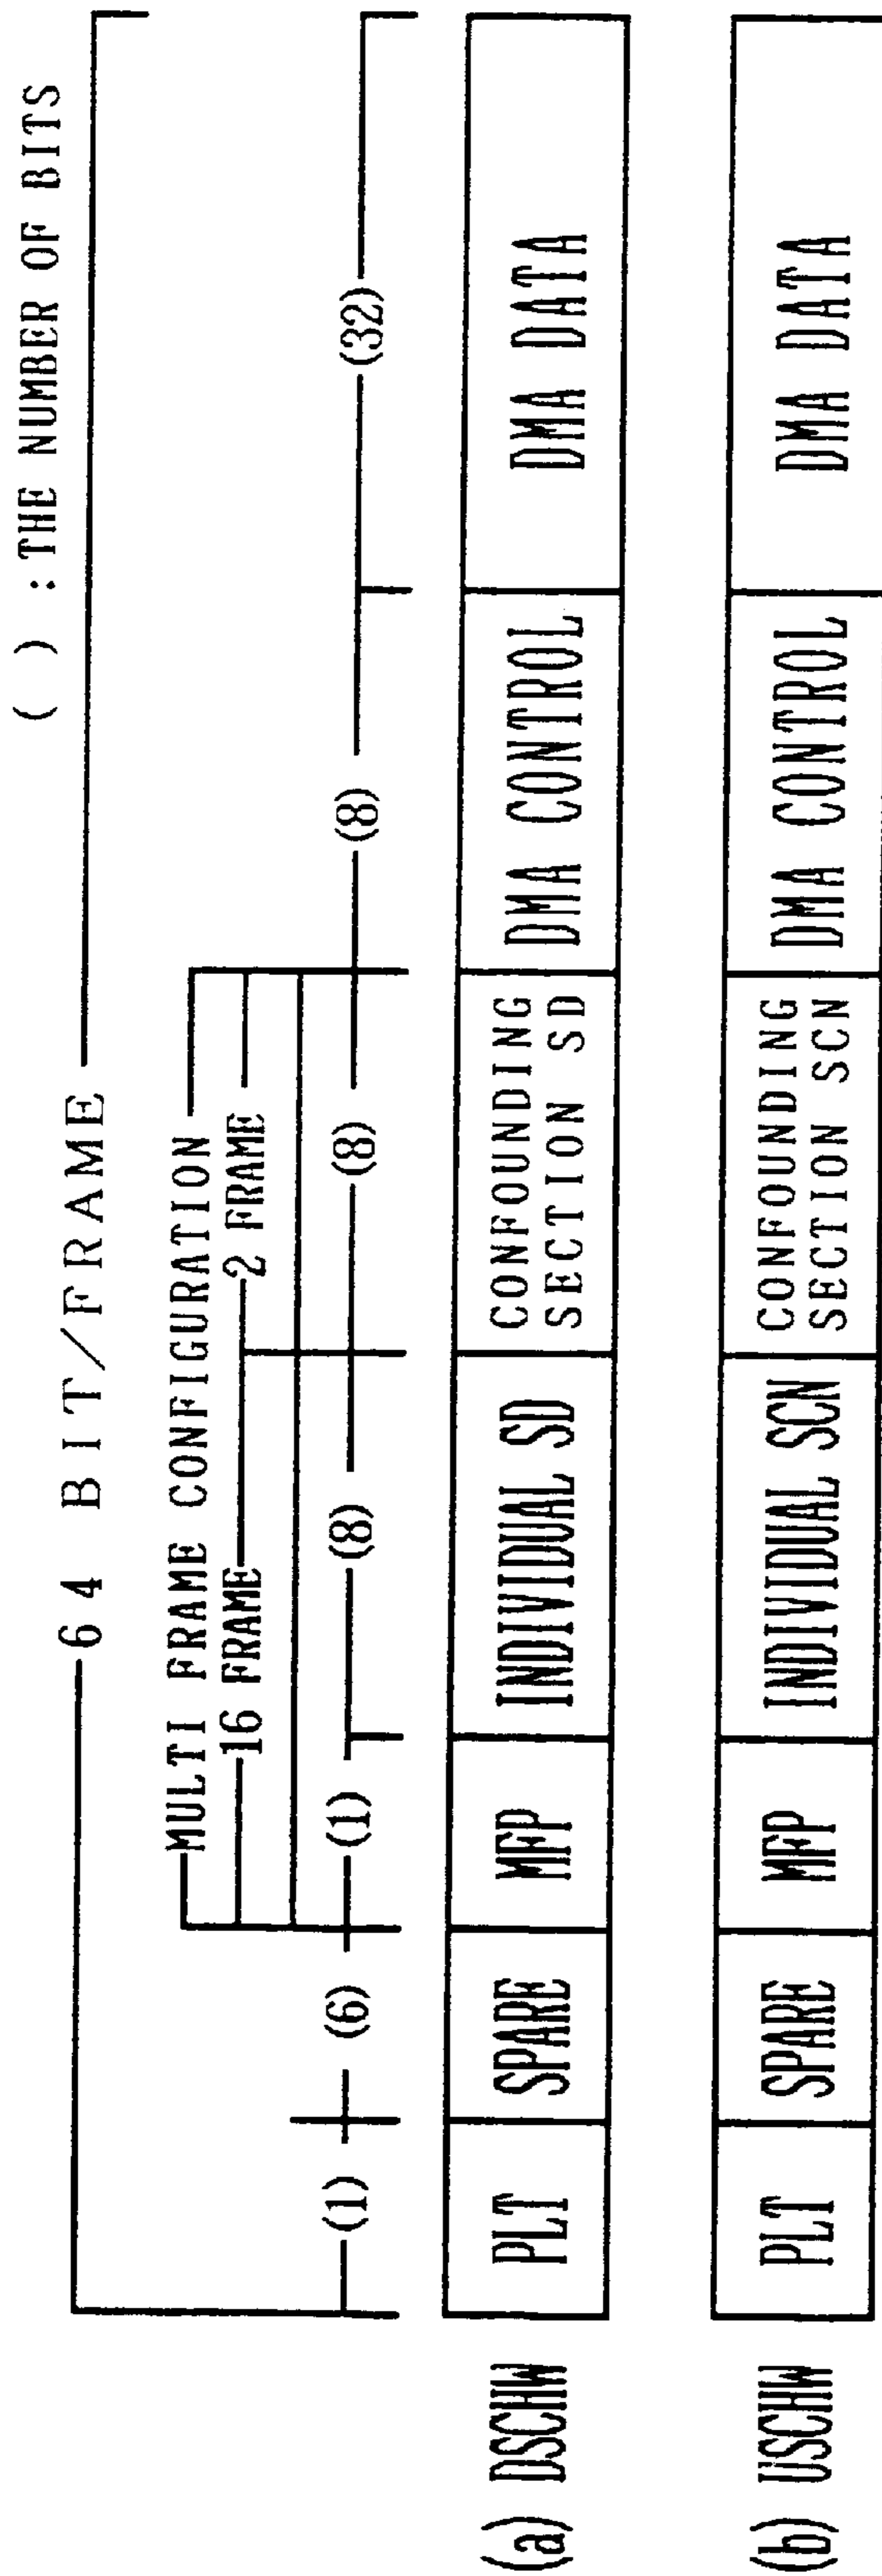 ( ) : THE NUMBER OF BITS
64 BIT/FRAME
MULTI FRAME CONFIGURATION
16 FRAME 2 FRAME
(1) (6) (1) (8) (8) (8) (32)
(a) DSCHW PLT SPARE MFP INDIVIDUAL SD CONFOUNDING SECTION SD DMA CONTROL DMA DATA
(b) USCHW PLT SPARE MFP INDIVIDUAL SCN CONFOUNDING SECTION SCN DMA CONTROL DMA DATA